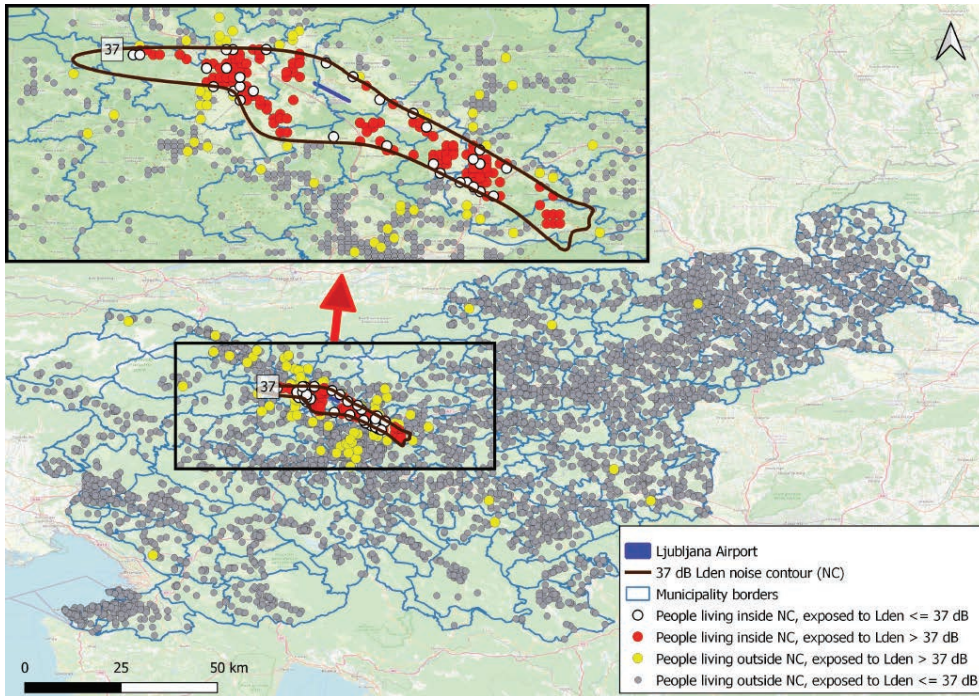 37
37
Ljubljana Airport
37 dB Lden noise contour (NC)
Municipality borders
People living inside NC, exposed to Lden <= 37 dB
People living inside NC, exposed to Lden > 37 dB
People living outside NC, exposed to Lden > 37 dB
People living outside NC, exposed to Lden <= 37 dB
0 25 50 km